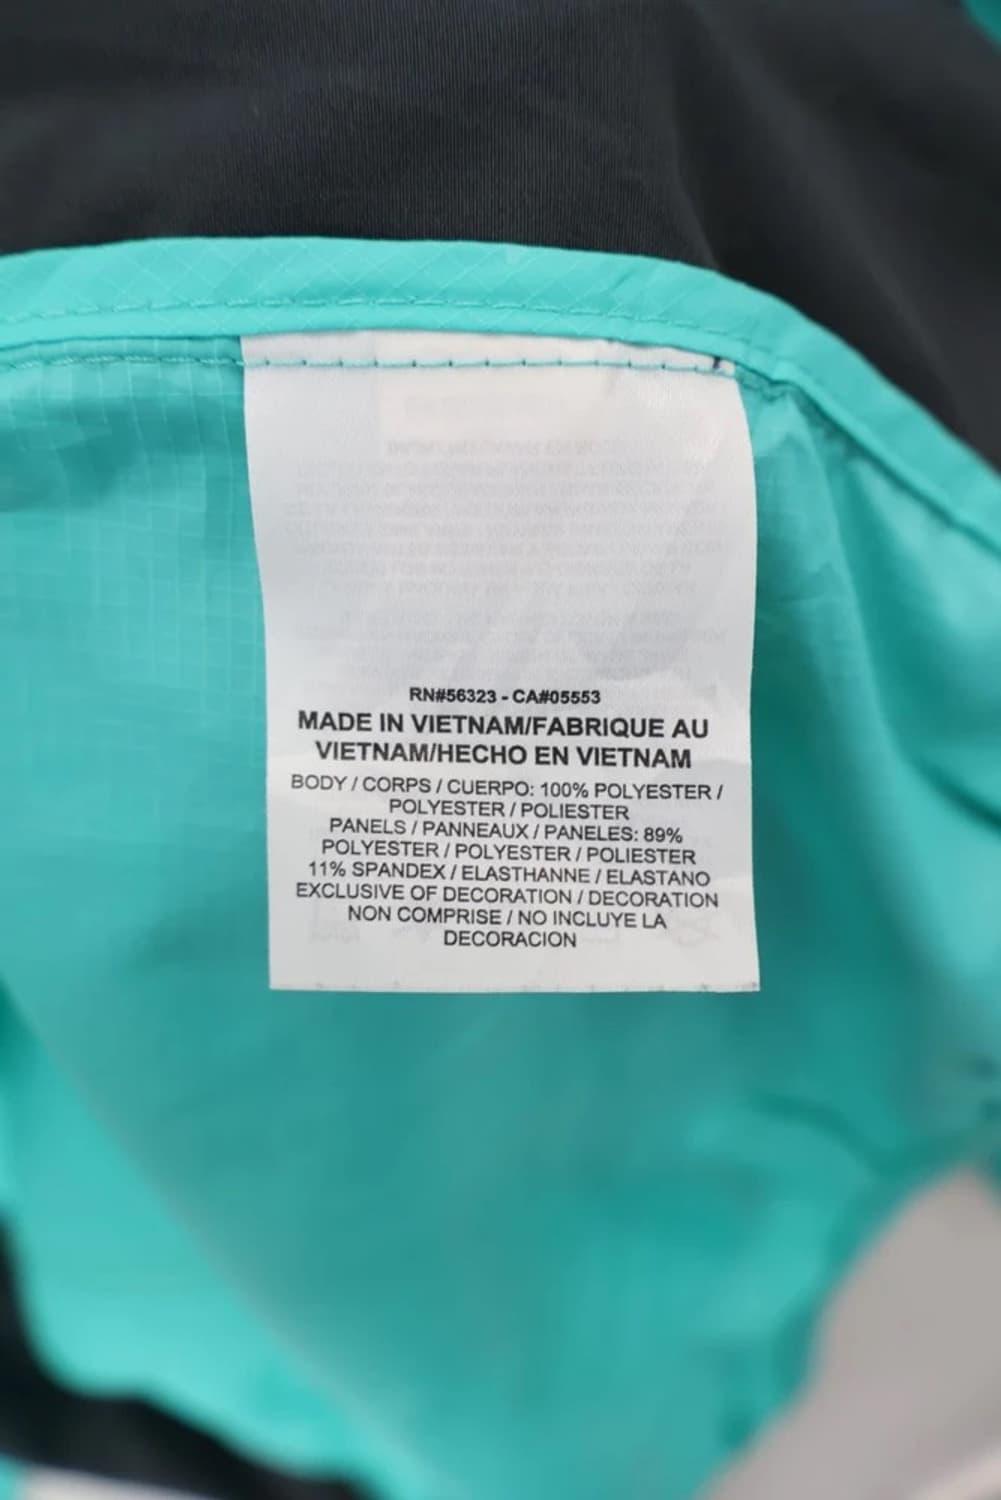 RN#56323 - CA#05553
MADE IN VIETNAM/FABRIQUE AU
VIETNAM/HECHO EN VIETNAM
BODY / CORPS / CUERPO: 100% POLYESTER /
POLYESTER / POLIESTER
PANELS / PANNEAUX / PANELES: 89%
POLYESTER / POLYESTER / POLIESTER
11% SPANDEX / ELASTHANNE / ELASTANO
EXCLUSIVE OF DECORATION / DECORATION
NON COMPRISE / NO INCLUYE LA
DECORACION